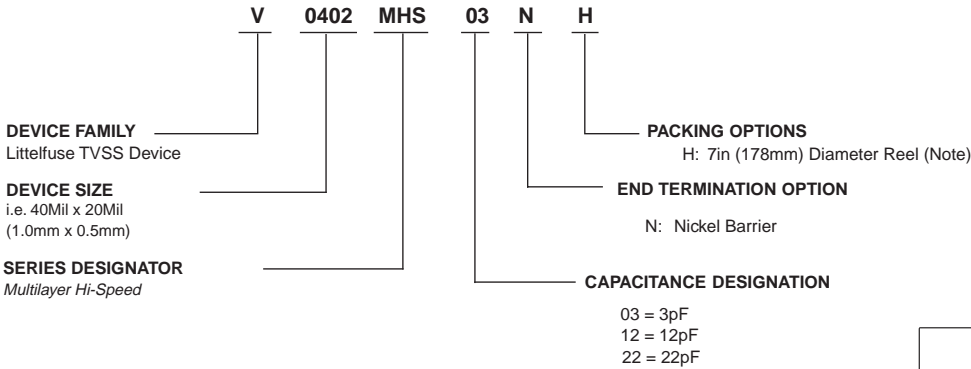 V 0402 MHS 03 N H
DEVICE FAMILY
Littelfuse TVSS Device
DEVICE SIZE
i.e. 40Mil x 20Mil
(1.0mm x 0.5mm)
SERIES DESIGNATOR
Multilayer Hi-Speed
PACKING OPTIONS
H: 7in (178mm) Diameter Reel (Note)
END TERMINATION OPTION
N: Nickel Barrier
CAPACITANCE DESIGNATION
03 = 3pF
12 = 12pF
22 = 22pF